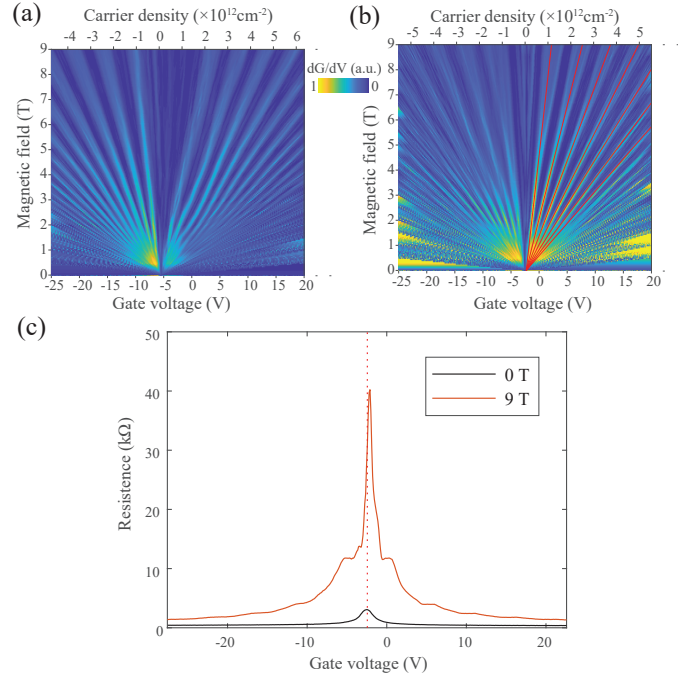 (a)
Carrier density (×10¹²cm⁻²)
-4 -3 -2 -1 0 1 2 3 4 5 6
Magnetic field (T)
9
8
7
6
5
4
3
2
1
0
-25 -20 -15 -10 -5 0 5 10 15 20
Gate voltage (V)
dG/dV (a.u.)
1 0
(b)
Carrier density (×10¹²cm⁻²)
-5 -4 -3 -2 -1 0 1 2 3 4 5
Magnetic field (T)
9
8
7
6
5
4
3
2
1
0
-25 -20 -15 -10 -5 0 5 10 15 20
Gate voltage (V)
(c)
Resistence (kΩ)
50
40
30
20
10
0
-20 -10 0 10 20
Gate voltage (V)
0 T
9 T